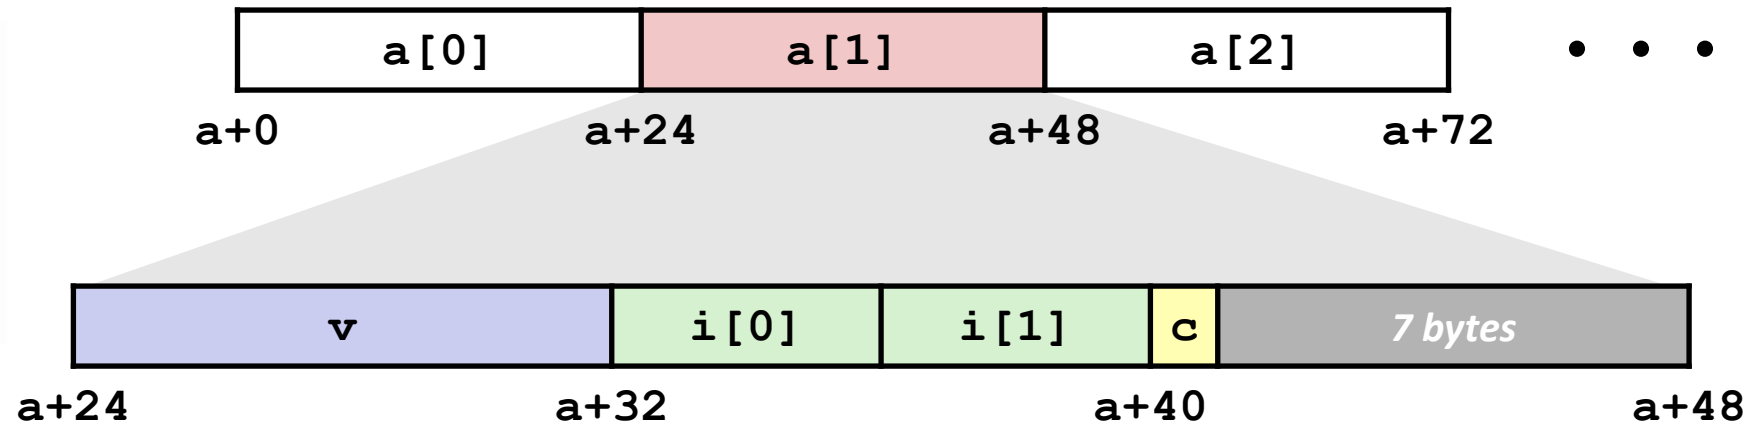 a[0] a[1] a[2] • • •
a+0 a+24 a+48 a+72
v i[0] i[1] c 7 bytes
a+24 a+32 a+40 a+48